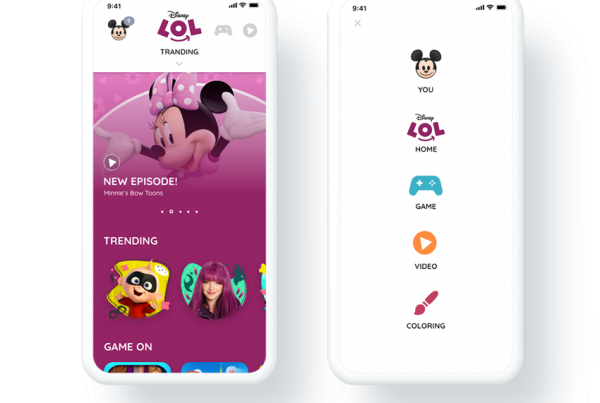 9:41
Disney
LOL
TRANDING
NEW EPISODE!
Minnie's Bow Toons
TRENDING
GAME ON
9:41
YOU
Disney
LOL
HOME
GAME
VIDEO
COLORING